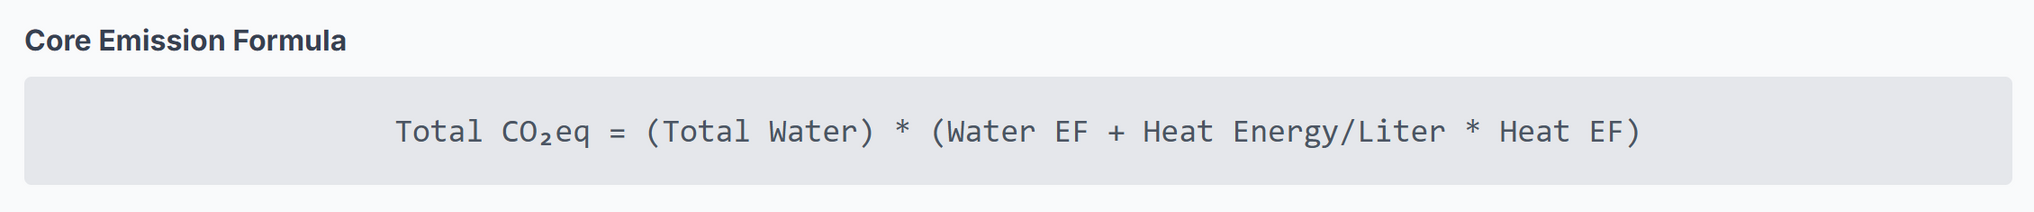 Core Emission Formula
Total CO₂eq = (Total Water) * (Water EF + Heat Energy/Liter * Heat EF)